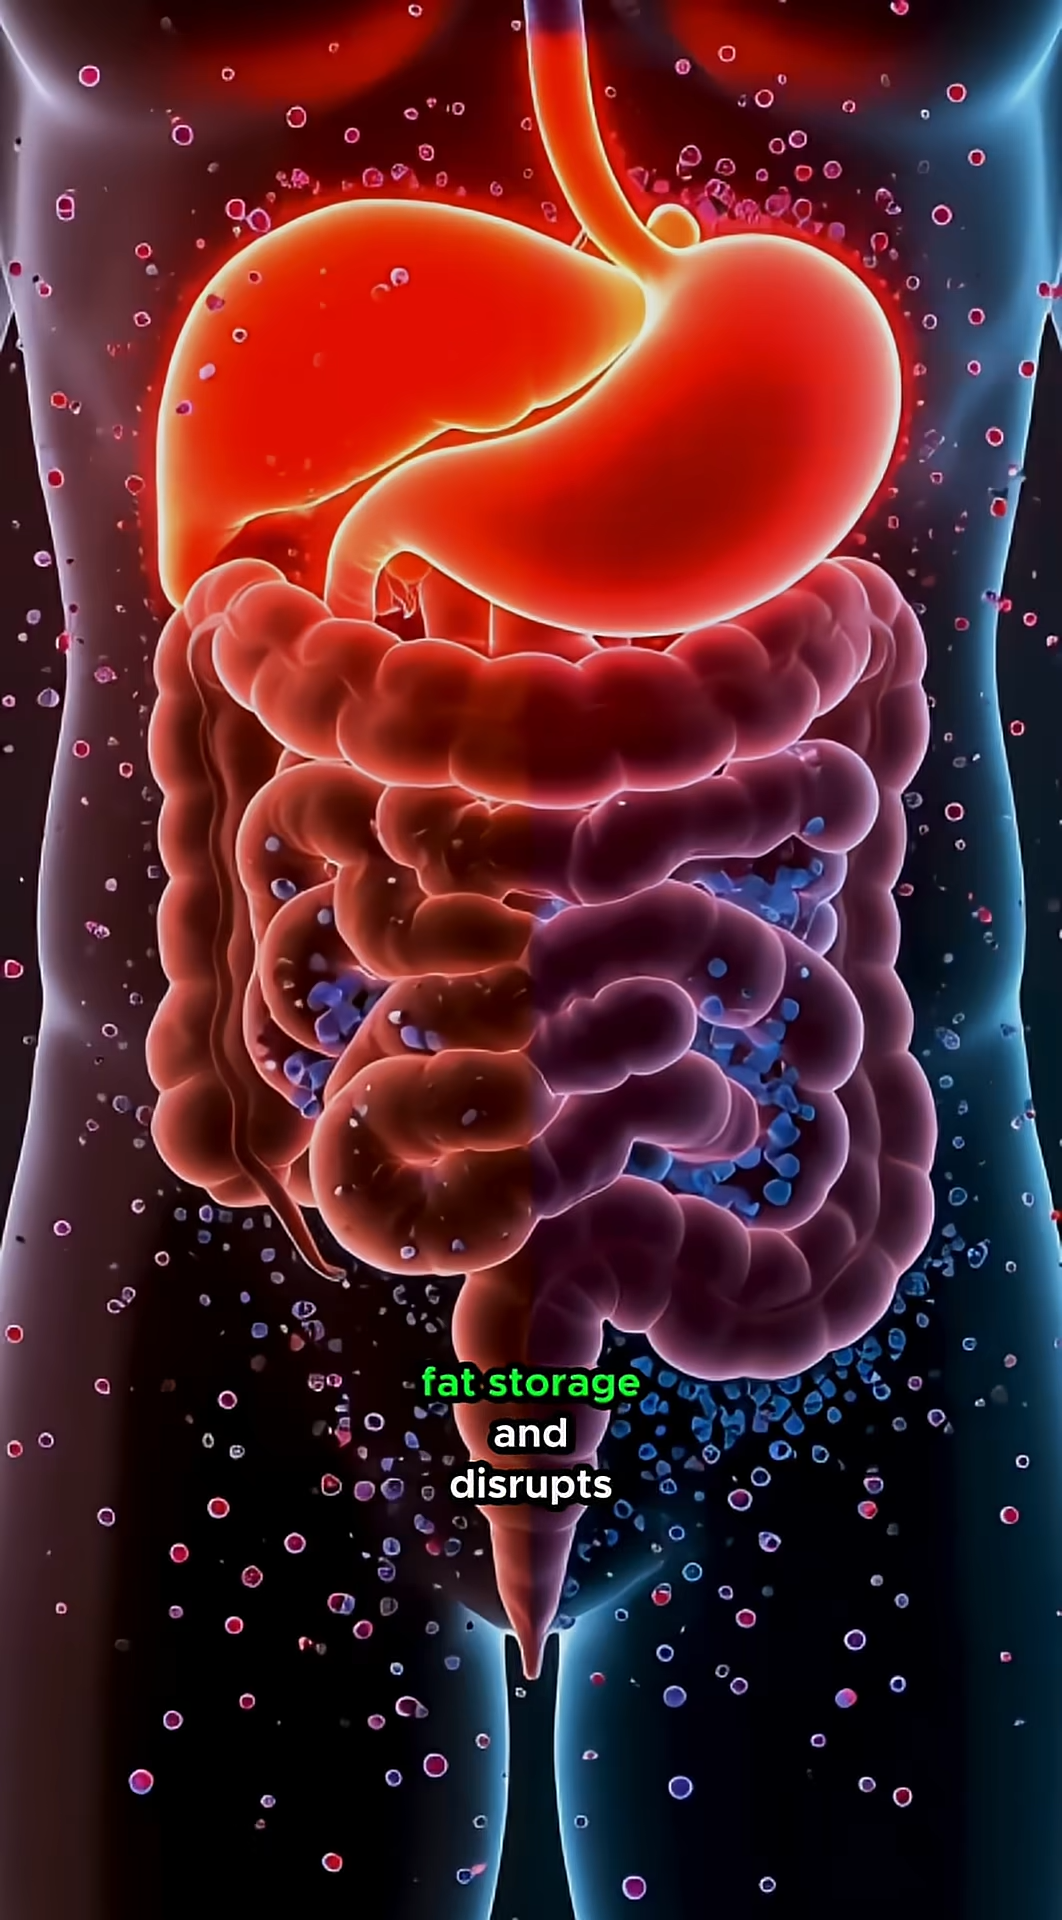 fat storage
and
disrupts